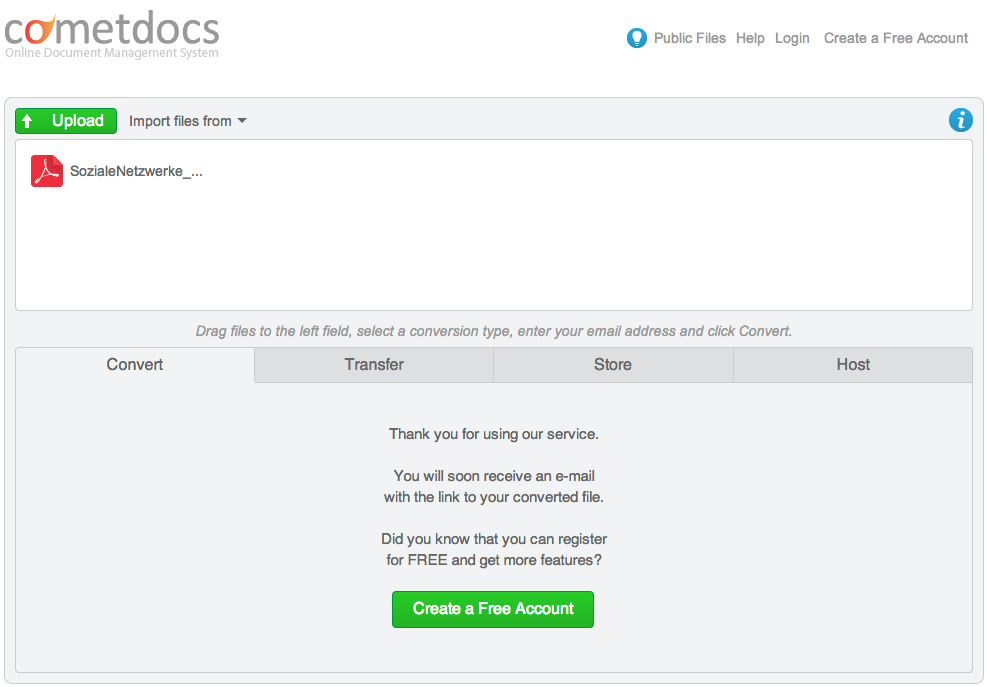 cometdocs
Online Document Management System
Public Files Help Login Create a Free Account
Upload Import files from
i
SozialeNetzwerke_...
Drag files to the left field, select a conversion type, enter your email address and click Convert.
Convert Transfer Store Host
Thank you for using our service.
You will soon receive an e-mail
with the link to your converted file.
Did you know that you can register
for FREE and get more features?
Create a Free Account